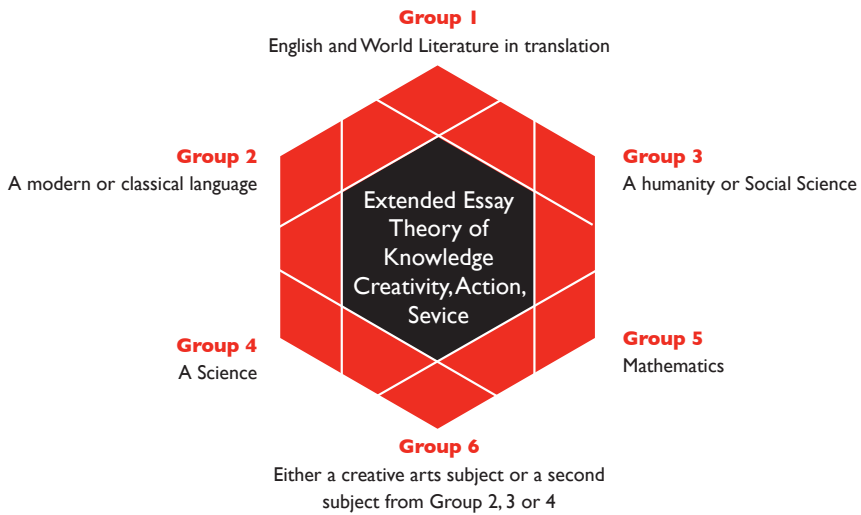 Group 1
English and World Literature in translation
Group 2
A modern or classical language
Group 3
A humanity or Social Science
Extended Essay
Theory of
Knowledge
Creativity, Action,
Sevice
Group 4
A Science
Group 5
Mathematics
Group 6
Either a creative arts subject or a second
subject from Group 2, 3 or 4